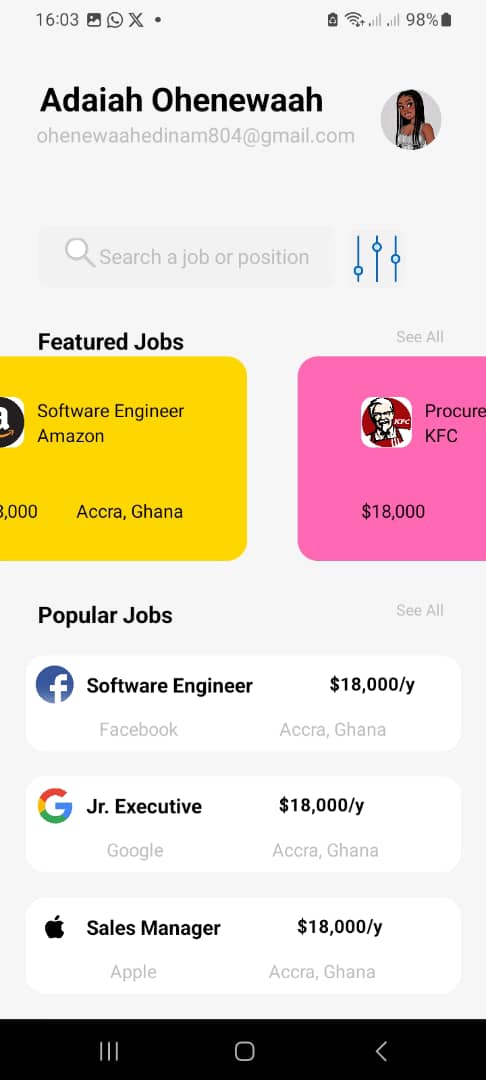 16:03 98%
Adaiah Ohenewaah
ohenewaahedinam804@gmail.com
Search a job or position
Featured Jobs See All
Software Engineer
Amazon
,000 Accra, Ghana
Procure
KFC
KFC
$18,000
Popular Jobs See All
Software Engineer $18,000/y
Facebook Accra, Ghana
Jr. Executive $18,000/y
Google Accra, Ghana
Sales Manager $18,000/y
Apple Accra, Ghana